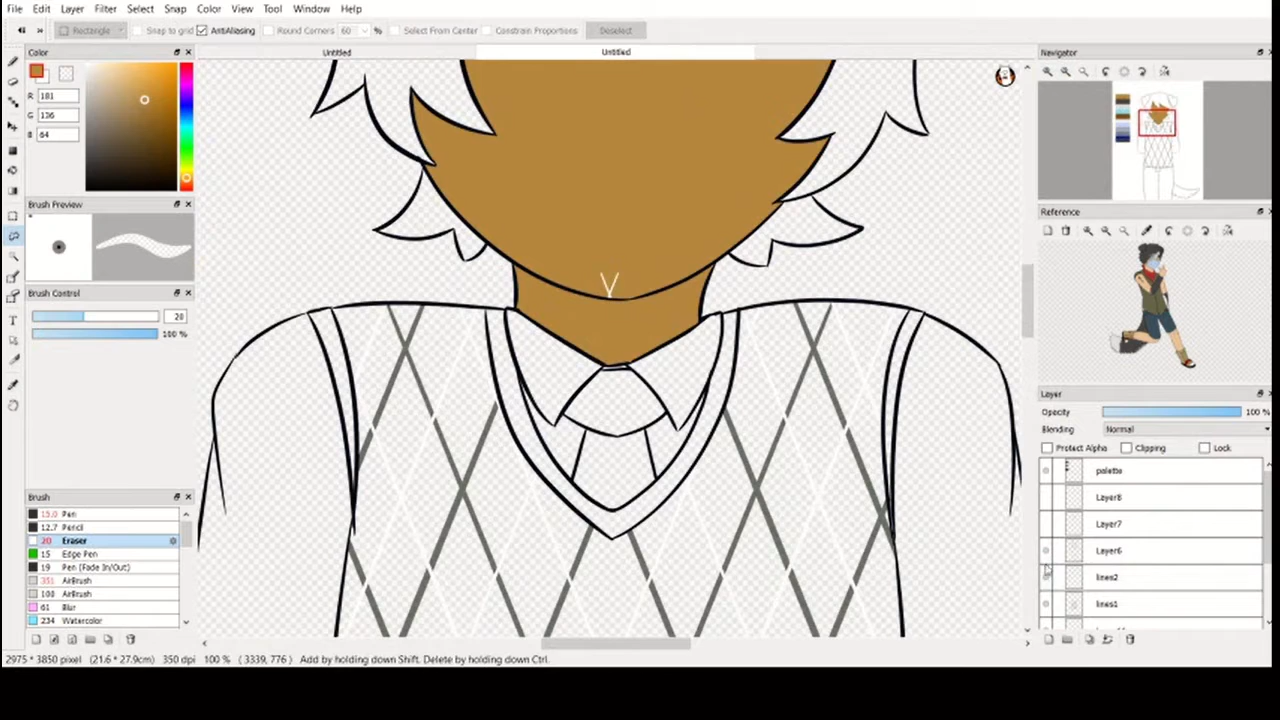 File Edit Layer Filter Select Snap Color View Tool Window Help
Rectangle Snap to grid AntiAliasing Round Corners 60 % Select From Center Constrain Proportions Deselect
Untitled Untitled
Color
R 181
G 136
B 64
Brush Preview
Brush Control
20
100 %
Brush
15.0 Pen
12.7 Pencil
20 Eraser
15 Edge Pen
19 Pen (Fade In/Out)
351 AirBrush
100 AirBrush
61 Blur
234 Watercolor
Navigator
Reference
Layer
Opacity 100 %
Blending Normal
Protect Alpha Clipping Lock
palette
Layer8
Layer7
Layer6
lines2
lines1
2975 * 3850 pixel (21.6 * 27.9cm) 350 dpi 100 % ( 3339, 776 ) Add by holding down Shift. Delete by holding down Ctrl.